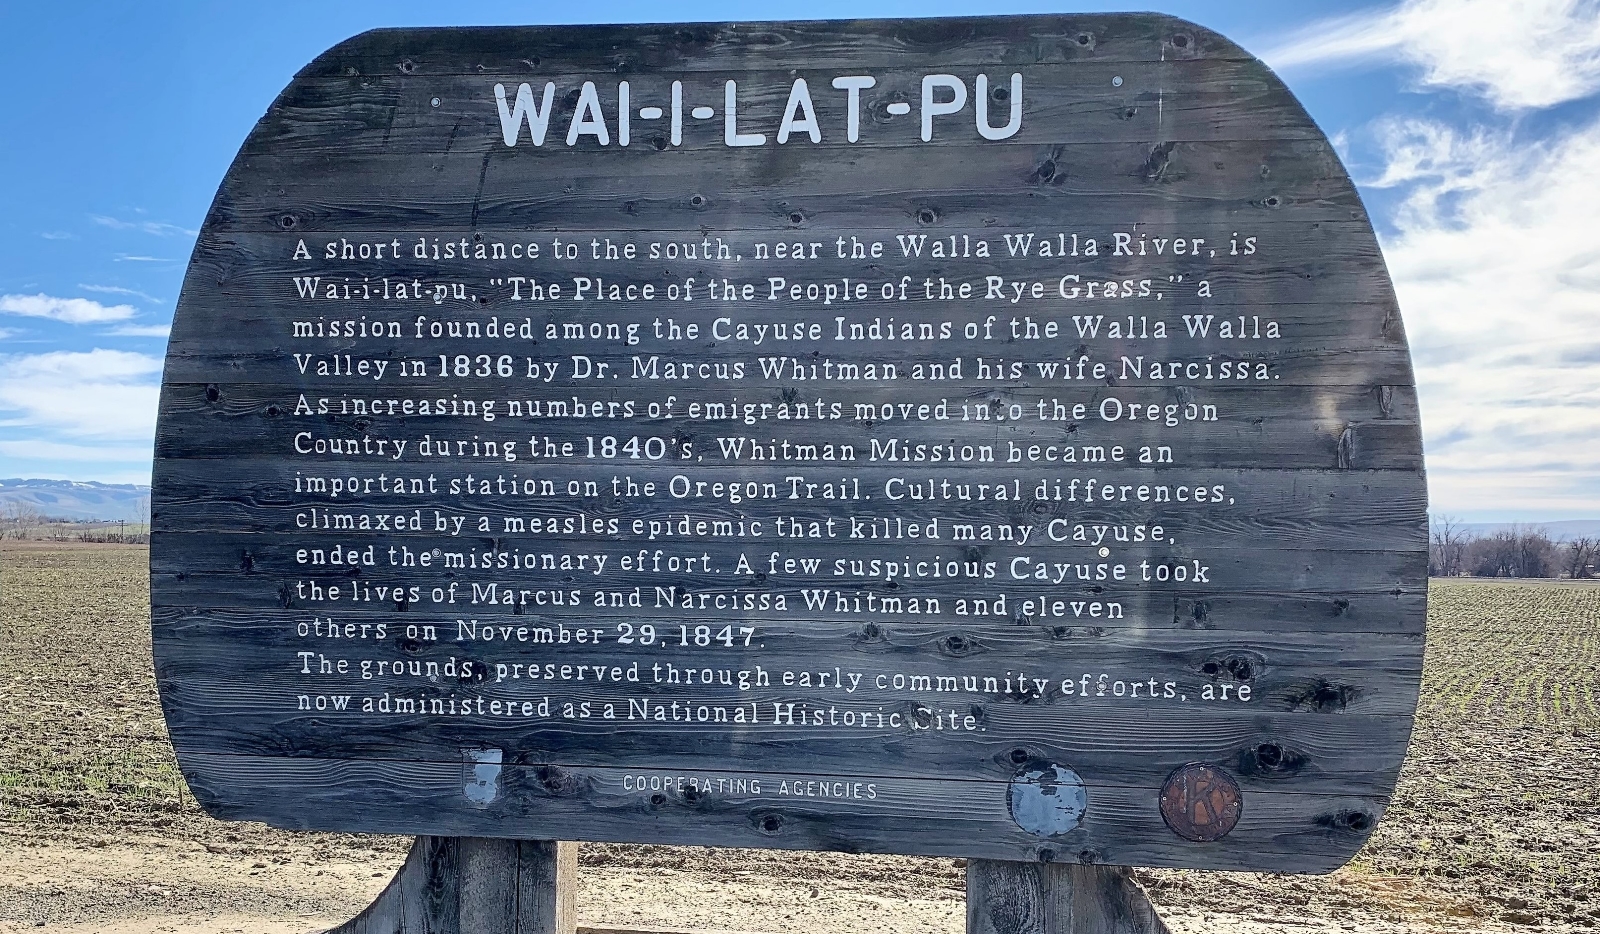 WAI-I-LAT-PU
A short distance to the south, near the Walla Walla River, is
Wai-i-lat-pu, "The Place of the People of the Rye Grass," a
mission founded among the Cayuse Indians of the Walla Walla
Valley in 1836 by Dr. Marcus Whitman and his wife Narcissa.
As increasing numbers of emigrants moved into the Oregon
Country during the 1840's, Whitman Mission became an
important station on the Oregon Trail. Cultural differences,
climaxed by a measles epidemic that killed many Cayuse,
ended the missionary effort. A few suspicious Cayuse took
the lives of Marcus and Narcissa Whitman and eleven
others on November 29, 1847.
The grounds, preserved through early community efforts, are
now administered as a National Historic Site.
COOPERATING AGENCIES
K